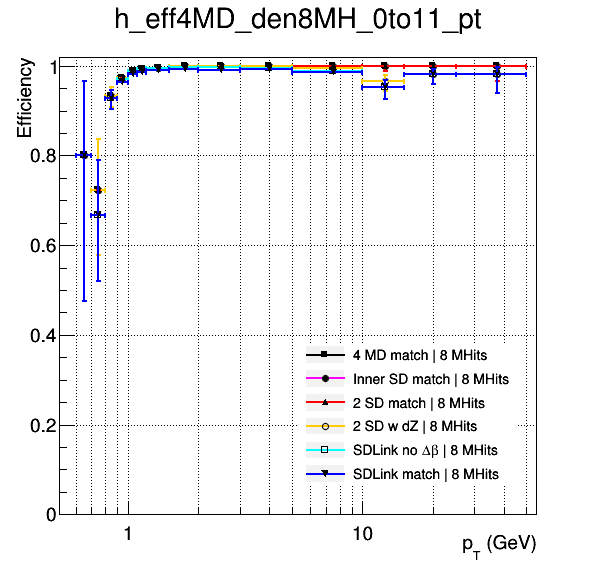 h_eff4MD_den8MH_0to11_pt
Efficiency
1
0.8
0.6
0.4
0.2
0
4 MD match | 8 MHits
Inner SD match | 8 MHits
2 SD match | 8 MHits
2 SD w dZ | 8 MHits
SDLink no Δβ | 8 MHits
SDLink match | 8 MHits
1
10
p_T (GeV)